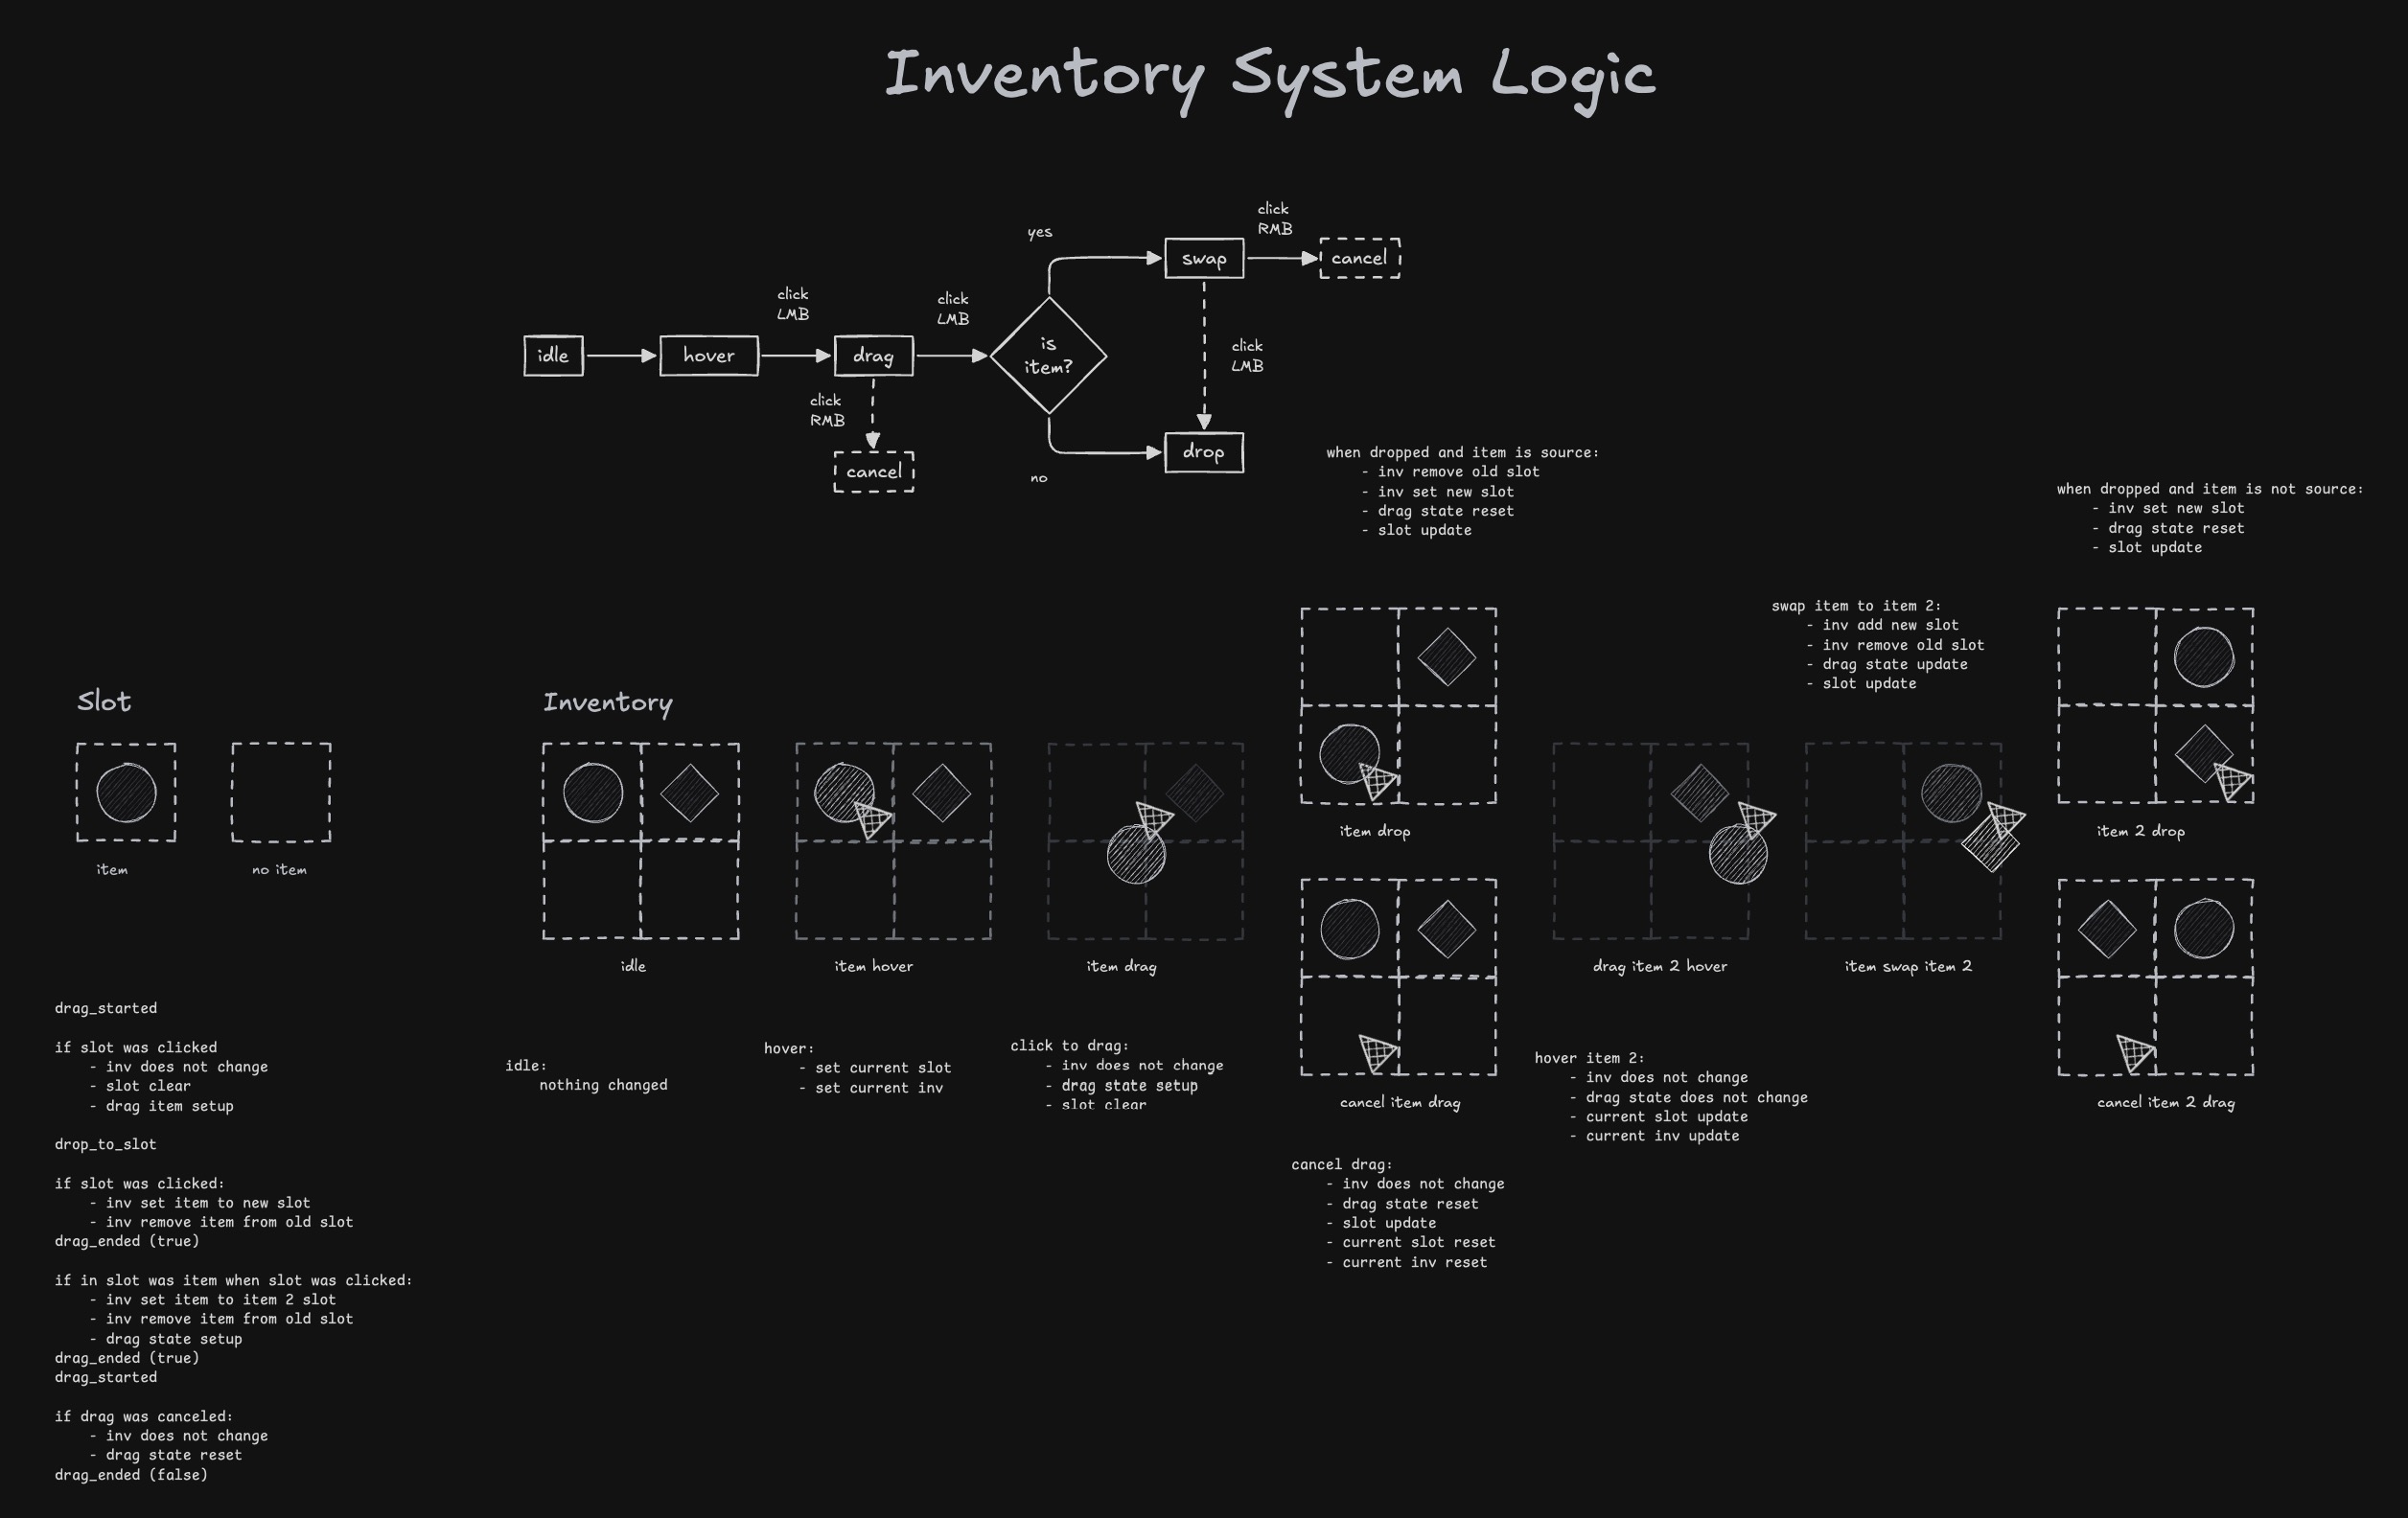 Inventory System Logic
click
RMB
yes
swap
cancel
click
LMB
click
LMB
idle
hover
drag
is
item?
click
LMB
click
RMB
cancel
drop
no
when dropped and item is source:
- inv remove old slot
- inv set new slot
- drag state reset
- slot update
when dropped and item is not source:
- inv set new slot
- drag state reset
- slot update
swap item to item 2:
- inv add new slot
- inv remove old slot
- drag state update
- slot update
Slot
item
no item
Inventory
idle
item hover
item drag
item drop
cancel item drag
drag item 2 hover
item swap item 2
item 2 drop
cancel item 2 drag
drag_started
if slot was clicked
- inv does not change
- slot clear
- drag item setup
drop_to_slot
if slot was clicked:
- inv set item to new slot
- inv remove item from old slot
drag_ended (true)
if in slot was item when slot was clicked:
- inv set item to item 2 slot
- inv remove item from old slot
- drag state setup
drag_ended (true)
drag_started
if drag was canceled:
- inv does not change
- drag state reset
drag_ended (false)
idle:
nothing changed
hover:
- set current slot
- set current inv
click to drag:
- inv does not change
- drag state setup
- slot clear
cancel drag:
- inv does not change
- drag state reset
- slot update
- current slot reset
- current inv reset
hover item 2:
- inv does not change
- drag state does not change
- current slot update
- current inv update